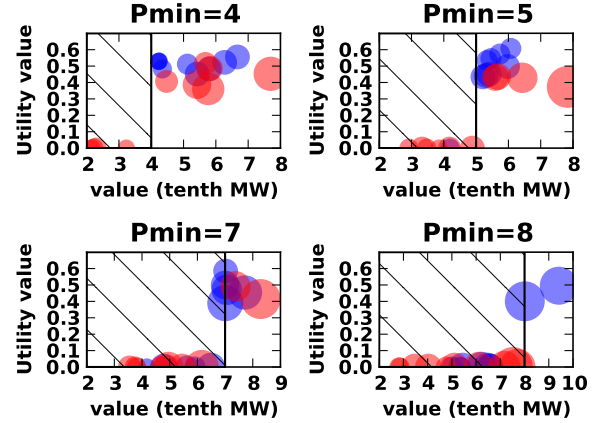 Pmin=4
Utility value
0.6
0.5
0.4
0.3
0.2
0.1
0.0
2 3 4 5 6 7 8
value (tenth MW)
Pmin=5
Utility value
0.6
0.5
0.4
0.3
0.2
0.1
0.0
2 3 4 5 6 7 8
value (tenth MW)
Pmin=7
Utility value
0.6
0.5
0.4
0.3
0.2
0.1
0.0
2 3 4 5 6 7 8 9
value (tenth MW)
Pmin=8
Utility value
0.6
0.5
0.4
0.3
0.2
0.1
0.0
2 3 4 5 6 7 8 9 10
value (tenth MW)